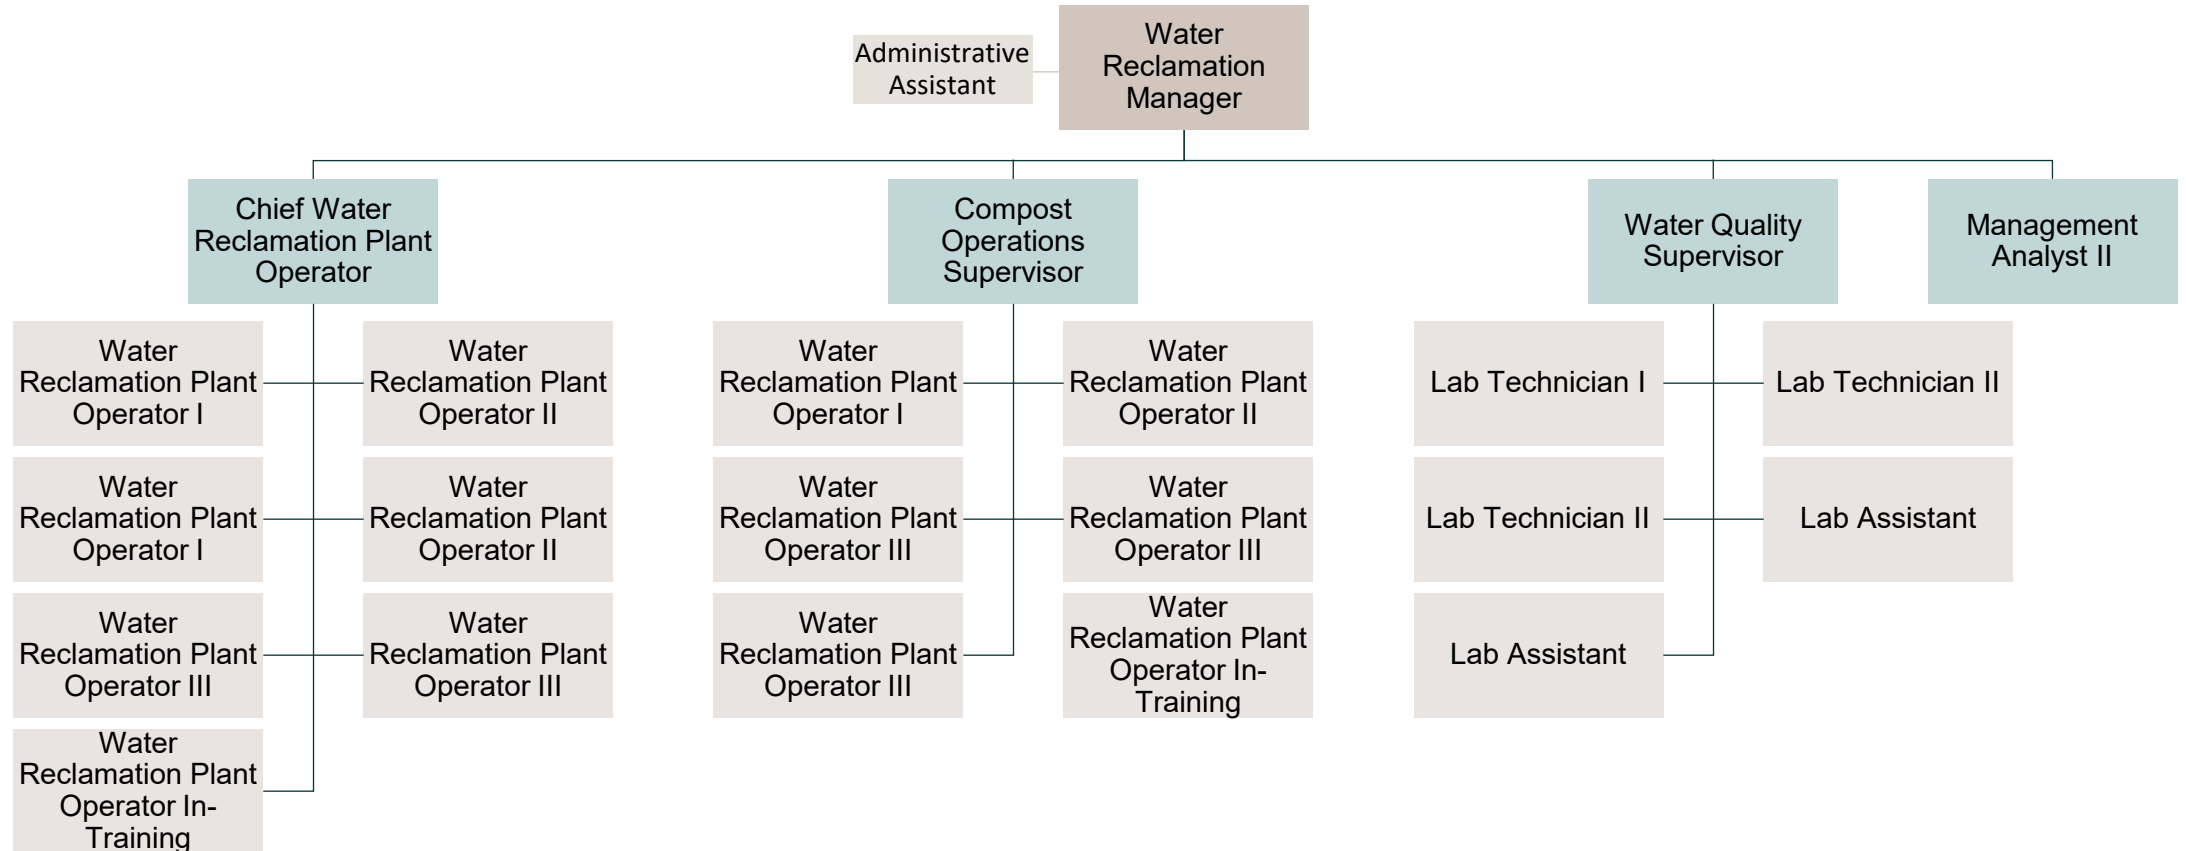 Administrative
Assistant
Water
Reclamation
Manager
Chief Water
Reclamation Plant
Operator
Compost
Operations
Supervisor
Water Quality
Supervisor
Management
Analyst II
Water
Reclamation Plant
Operator I
Water
Reclamation Plant
Operator II
Water
Reclamation Plant
Operator I
Water
Reclamation Plant
Operator II
Water
Reclamation Plant
Operator III
Water
Reclamation Plant
Operator III
Water
Reclamation Plant
Operator In-
Training
Water
Reclamation Plant
Operator I
Water
Reclamation Plant
Operator II
Water
Reclamation Plant
Operator III
Water
Reclamation Plant
Operator III
Water
Reclamation Plant
Operator III
Water
Reclamation Plant
Operator In-
Training
Lab Technician I
Lab Technician II
Lab Technician II
Lab Assistant
Lab Assistant